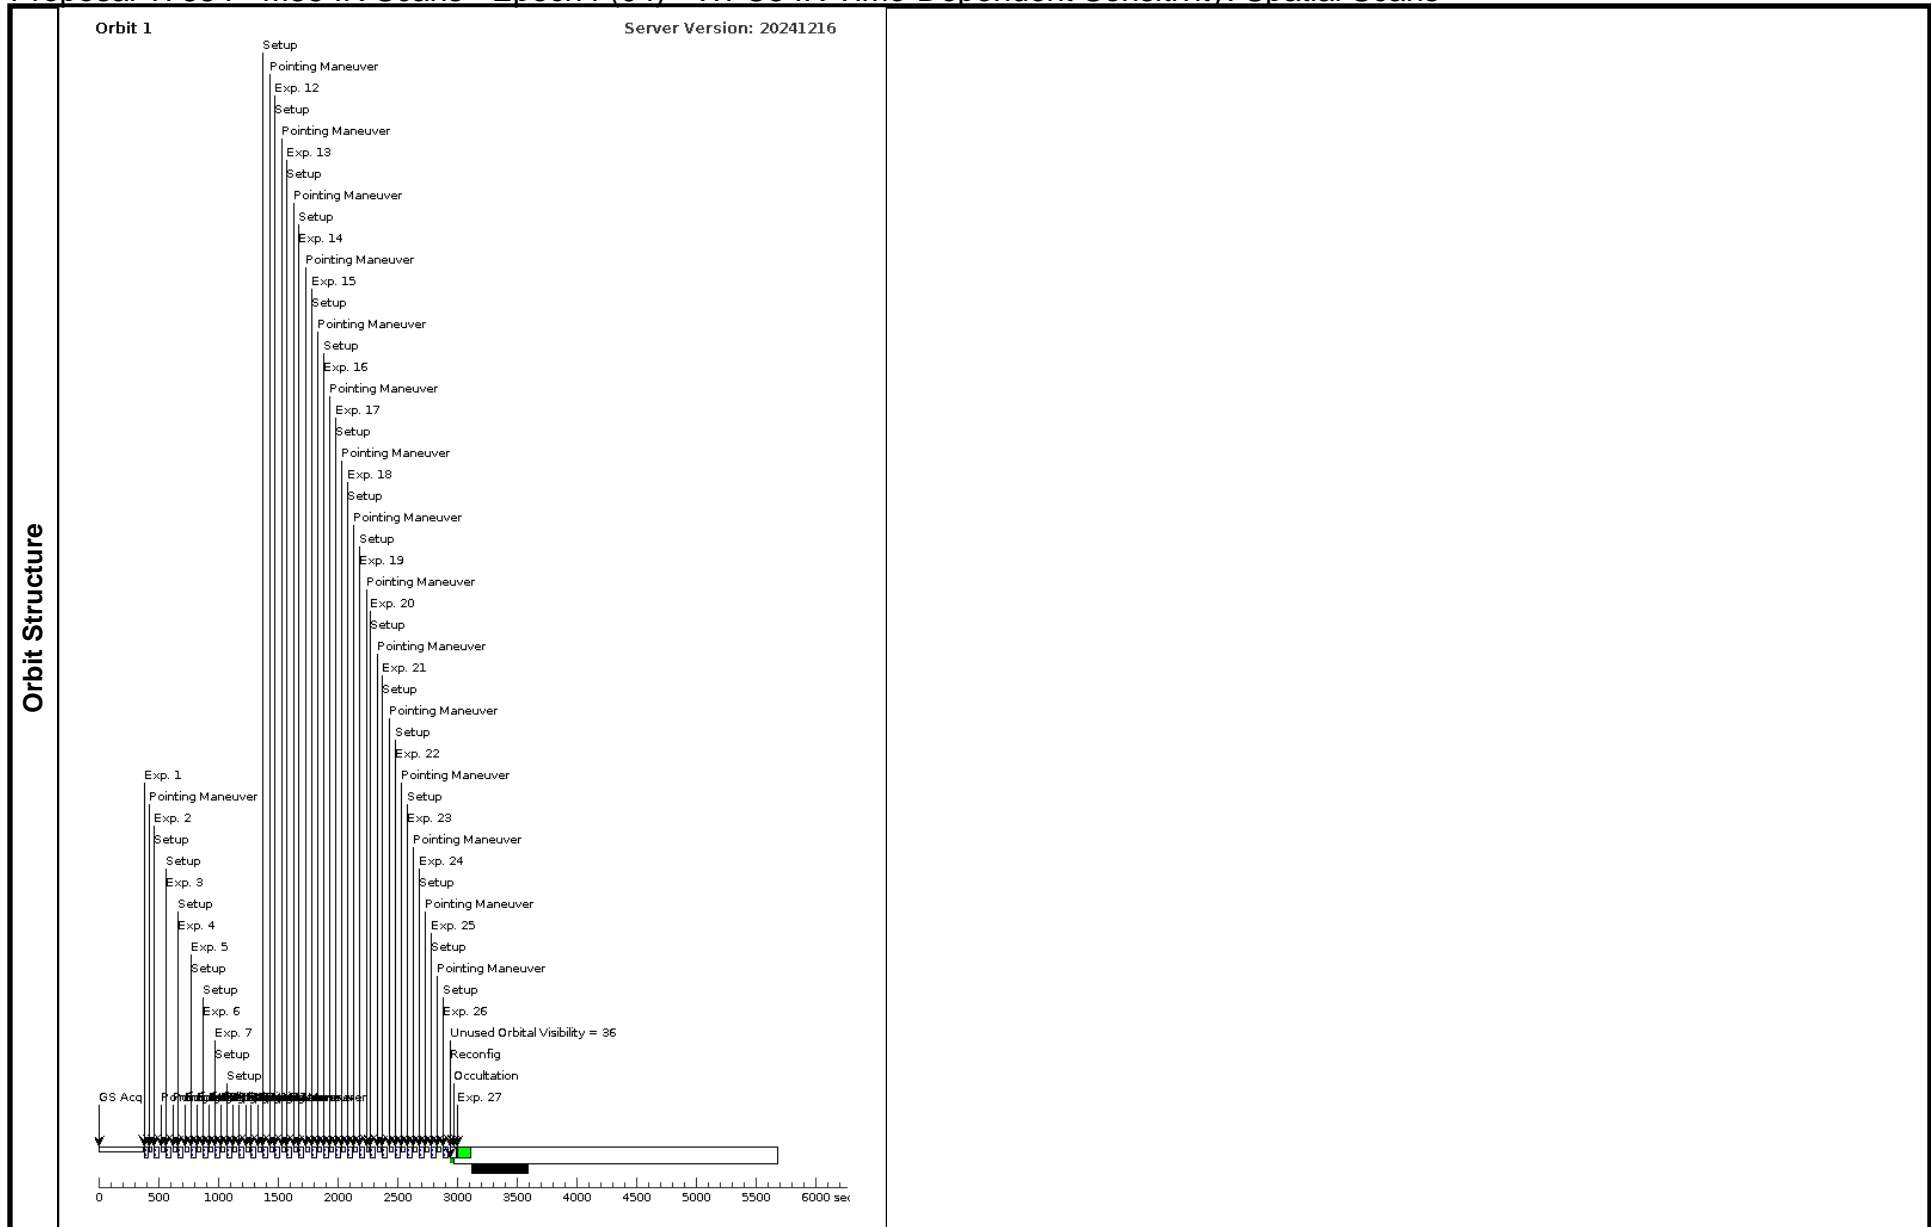 Orbit 1
Server Version: 20241216
Setup
Pointing Maneuver
Exp. 12
Setup
Pointing Maneuver
Exp. 13
Setup
Pointing Maneuver
Setup
Exp. 14
Pointing Maneuver
Exp. 15
Setup
Pointing Maneuver
Setup
Exp. 16
Pointing Maneuver
Exp. 17
Setup
Pointing Maneuver
Exp. 18
Setup
Pointing Maneuver
Setup
Exp. 19
Pointing Maneuver
Exp. 20
Setup
Pointing Maneuver
Exp. 21
Setup
Pointing Maneuver
Setup
Exp. 22
Exp. 1
Pointing Maneuver
Pointing Maneuver
Setup
Exp. 2
Exp. 23
Setup
Pointing Maneuver
Setup
Exp. 24
Exp. 3
Setup
Setup
Pointing Maneuver
Exp. 4
Exp. 25
Exp. 5
Setup
Setup
Pointing Maneuver
Setup
Setup
Exp. 6
Exp. 26
Exp. 7
Unused Orbital Visibility = 36
Setup
Reconfig
Setup
Occultation
GS Acq
Exp. 27
0 500 1000 1500 2000 2500 3000 3500 4000 4500 5000 5500 6000
Orbit Structure